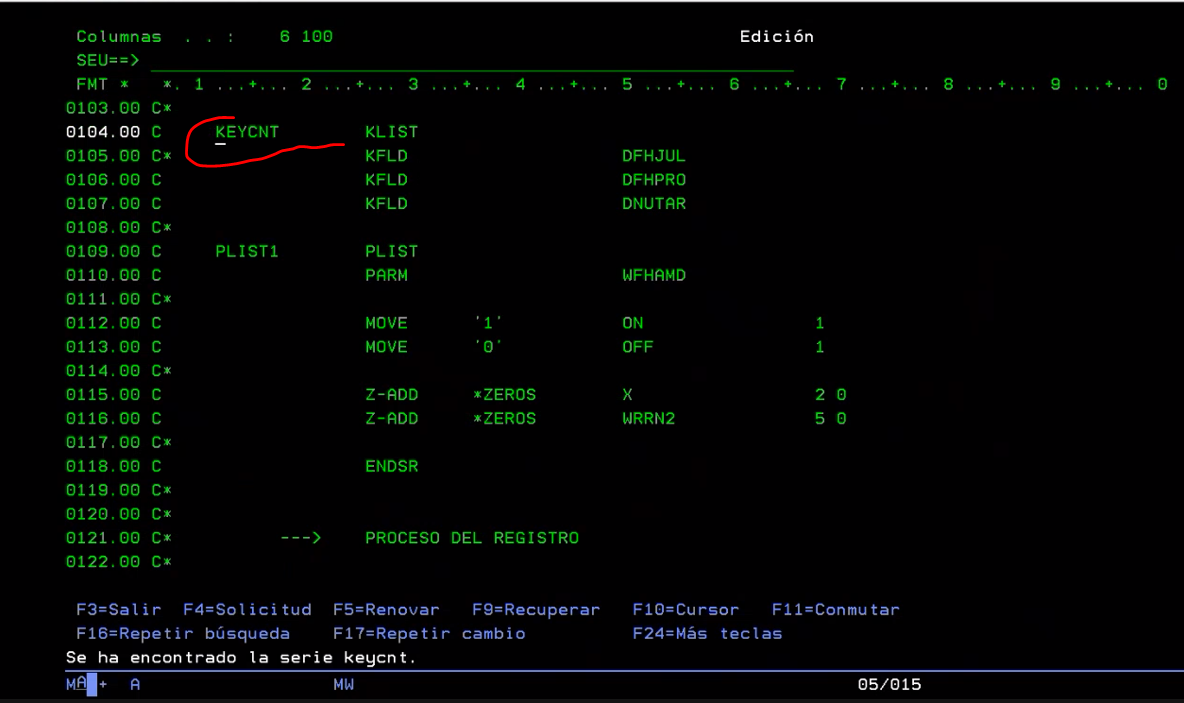 Columnas . . : 6 100 Edición
SEU==>
FMT * *. 1 ...+... 2 ...+... 3 ...+... 4 ...+... 5 ...+... 6 ...+... 7 ...+... 8 ...+... 9 ...+... 0
0103.00 C*
0104.00 C KEYCNT KLIST
0105.00 C* KFLD DFHJUL
0106.00 C KFLD DFHPRO
0107.00 C KFLD DNUTAR
0108.00 C*
0109.00 C PLIST1 PLIST
0110.00 C PARM WFHAMD
0111.00 C*
0112.00 C MOVE '1' ON 1
0113.00 C MOVE '0' OFF 1
0114.00 C*
0115.00 C Z-ADD *ZEROS X 2 0
0116.00 C Z-ADD *ZEROS WRRN2 5 0
0117.00 C*
0118.00 C ENDSR
0119.00 C*
0120.00 C*
0121.00 C* ---> PROCESO DEL REGISTRO
0122.00 C*
F3=Salir F4=Solicitud F5=Renovar F9=Recuperar F10=Cursor F11=Conmutar
F16=Repetir búsqueda F17=Repetir cambio F24=Más teclas
Se ha encontrado la serie keycnt.
MA + A MW 05/015